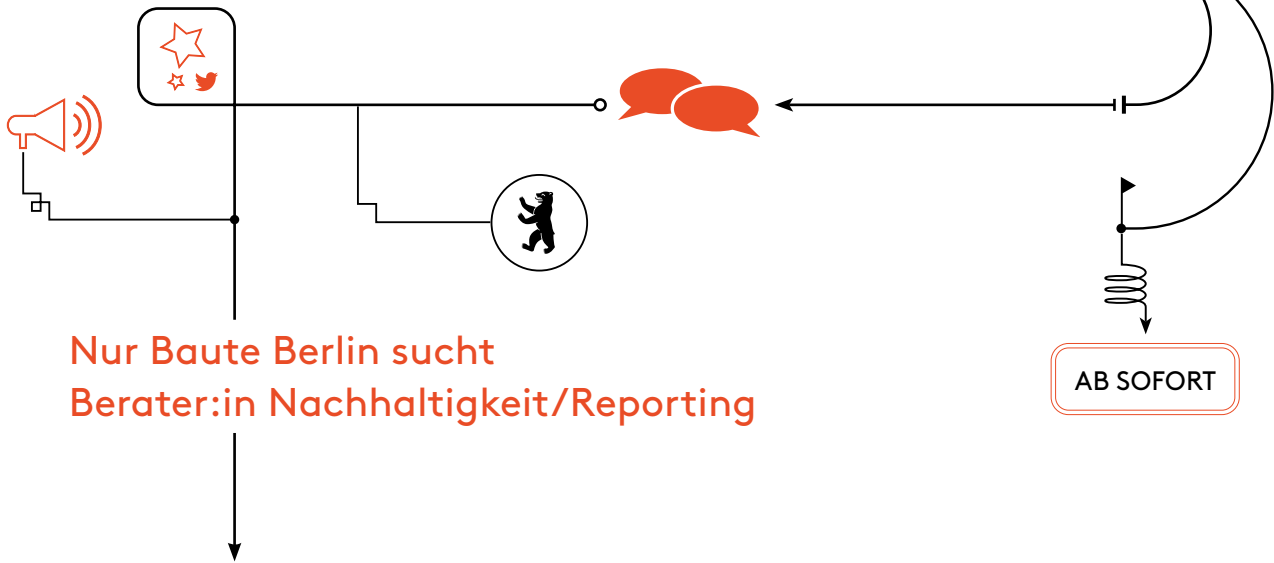 Nur Baute Berlin sucht
Berater:in Nachhaltigkeit/Reporting
AB SOFORT